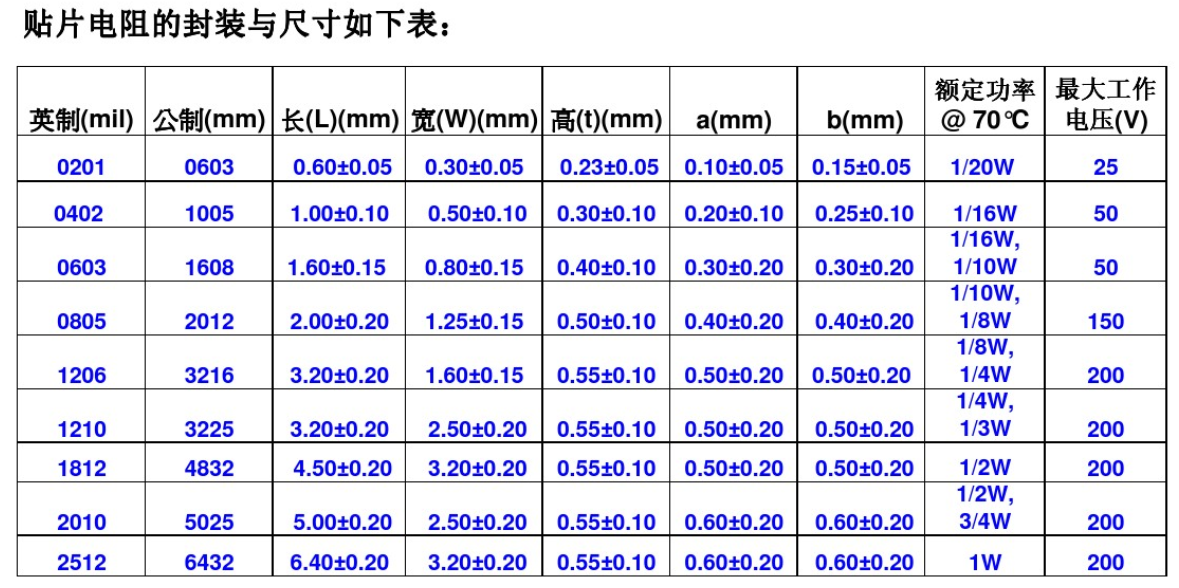 贴片电阻的封装与尺寸如下表：
英制(mil) 公制(mm) 长(L)(mm) 宽(W)(mm) 高(t)(mm) a(mm) b(mm) 额定功率 @ 70°C 最大工作电压(V)
0201 0603 0.60±0.05 0.30±0.05 0.23±0.05 0.10±0.05 0.15±0.05 1/20W 25
0402 1005 1.00±0.10 0.50±0.10 0.30±0.10 0.20±0.10 0.25±0.10 1/16W 50
0603 1608 1.60±0.15 0.80±0.15 0.40±0.10 0.30±0.20 0.30±0.20 1/16W, 1/10W 50
0805 2012 2.00±0.20 1.25±0.15 0.50±0.10 0.40±0.20 0.40±0.20 1/10W, 1/8W 150
1206 3216 3.20±0.20 1.60±0.15 0.55±0.10 0.50±0.20 0.50±0.20 1/8W, 1/4W 200
1210 3225 3.20±0.20 2.50±0.20 0.55±0.10 0.50±0.20 0.50±0.20 1/4W, 1/3W 200
1812 4832 4.50±0.20 3.20±0.20 0.55±0.10 0.50±0.20 0.50±0.20 1/2W 200
2010 5025 5.00±0.20 2.50±0.20 0.55±0.10 0.60±0.20 0.60±0.20 1/2W, 3/4W 200
2512 6432 6.40±0.20 3.20±0.20 0.55±0.10 0.60±0.20 0.60±0.20 1W 200